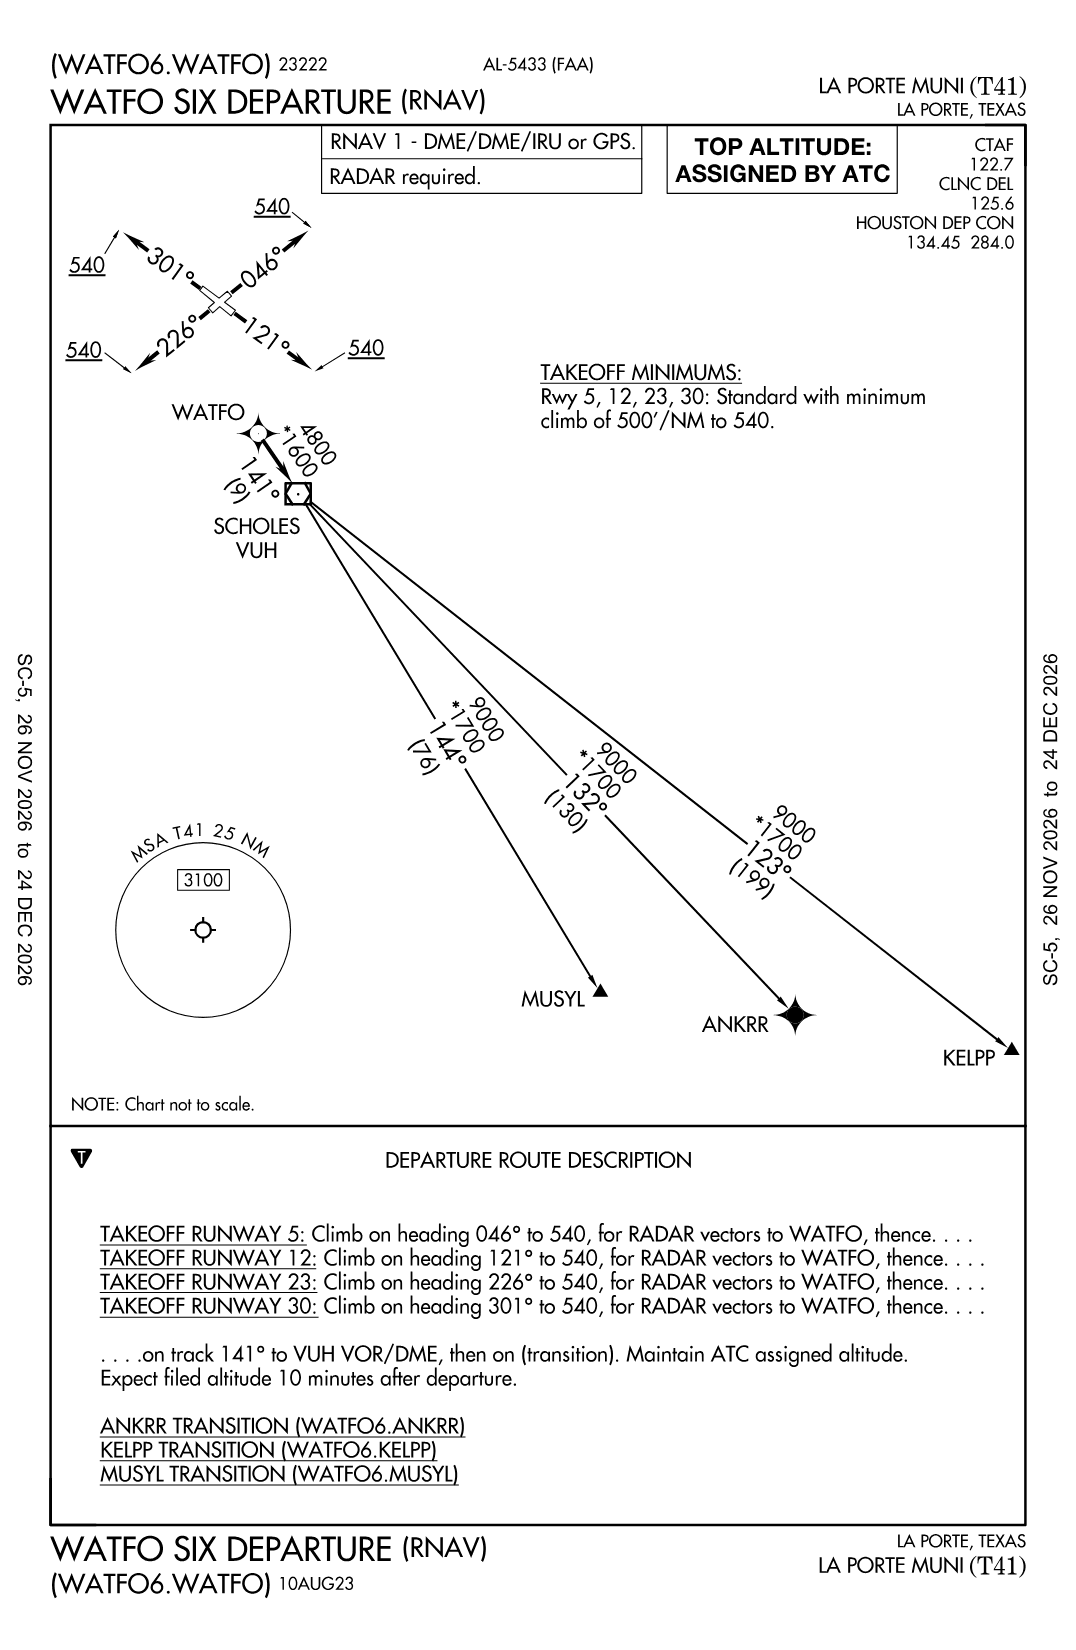 (WATFO6.WATFO) 23222
AL-5433 (FAA)
WATFO SIX DEPARTURE (RNAV)
LA PORTE MUNI (T41)
LA PORTE, TEXAS
RNAV 1 - DME/DME/IRU or GPS.
RADAR required.
TOP ALTITUDE:
ASSIGNED BY ATC
CTAF
122.7
CLNC DEL
125.6
HOUSTON DEP CON
134.45 284.0
540
540
301°
046°
226°
121°
540
540
TAKEOFF MINIMUMS:
Rwy 5, 12, 23, 30: Standard with minimum
climb of 500'/NM to 540.
WATFO
4800
*1600
141°
(9)
SCHOLES
VUH
9000
*1700
144°
(76)
9000
*1700
132°
(130)
9000
*1700
123°
(199)
SC-5, 26 NOV 2026 to 24 DEC 2026
SC-5, 26 NOV 2026 to 24 DEC 2026
MSA T41 25 NM
3100
MUSYL
ANKRR
KELPP
NOTE: Chart not to scale.
T
DEPARTURE ROUTE DESCRIPTION
TAKEOFF RUNWAY 5: Climb on heading 046° to 540, for RADAR vectors to WATFO, thence. . . .
TAKEOFF RUNWAY 12: Climb on heading 121° to 540, for RADAR vectors to WATFO, thence. . . .
TAKEOFF RUNWAY 23: Climb on heading 226° to 540, for RADAR vectors to WATFO, thence. . . .
TAKEOFF RUNWAY 30: Climb on heading 301° to 540, for RADAR vectors to WATFO, thence. . . .
. . . .on track 141° to VUH VOR/DME, then on (transition). Maintain ATC assigned altitude.
Expect filed altitude 10 minutes after departure.
ANKRR TRANSITION (WATFO6.ANKRR)
KELPP TRANSITION (WATFO6.KELPP)
MUSYL TRANSITION (WATFO6.MUSYL)
WATFO SIX DEPARTURE (RNAV)
(WATFO6.WATFO) 10AUG23
LA PORTE, TEXAS
LA PORTE MUNI (T41)